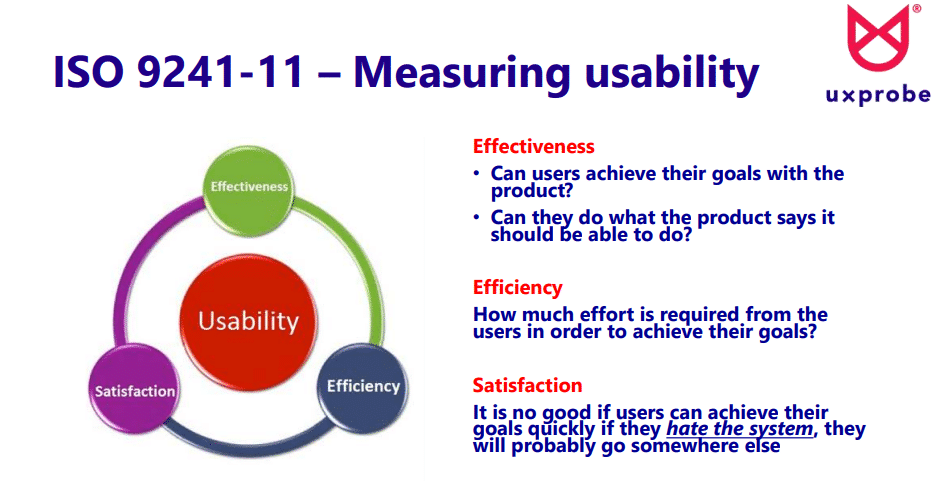 ISO 9241-11 – Measuring usability
®
uxprobe
Effectiveness
Usability
Satisfaction
Efficiency
Effectiveness
• Can users achieve their goals with the
product?
• Can they do what the product says it
should be able to do?
Efficiency
How much effort is required from the
users in order to achieve their goals?
Satisfaction
It is no good if users can achieve their
goals quickly if they hate the system, they
will probably go somewhere else